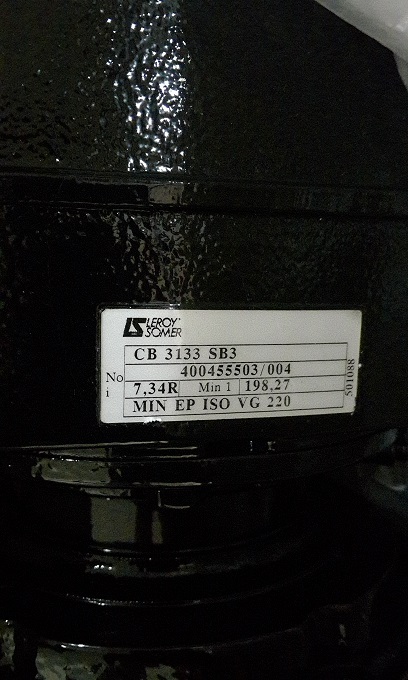 LS LEROY
SOMER
CB 3133 SB3
No 400455503/004
i 7,34R Min 1 198,27
MIN EP ISO VG 220
501088